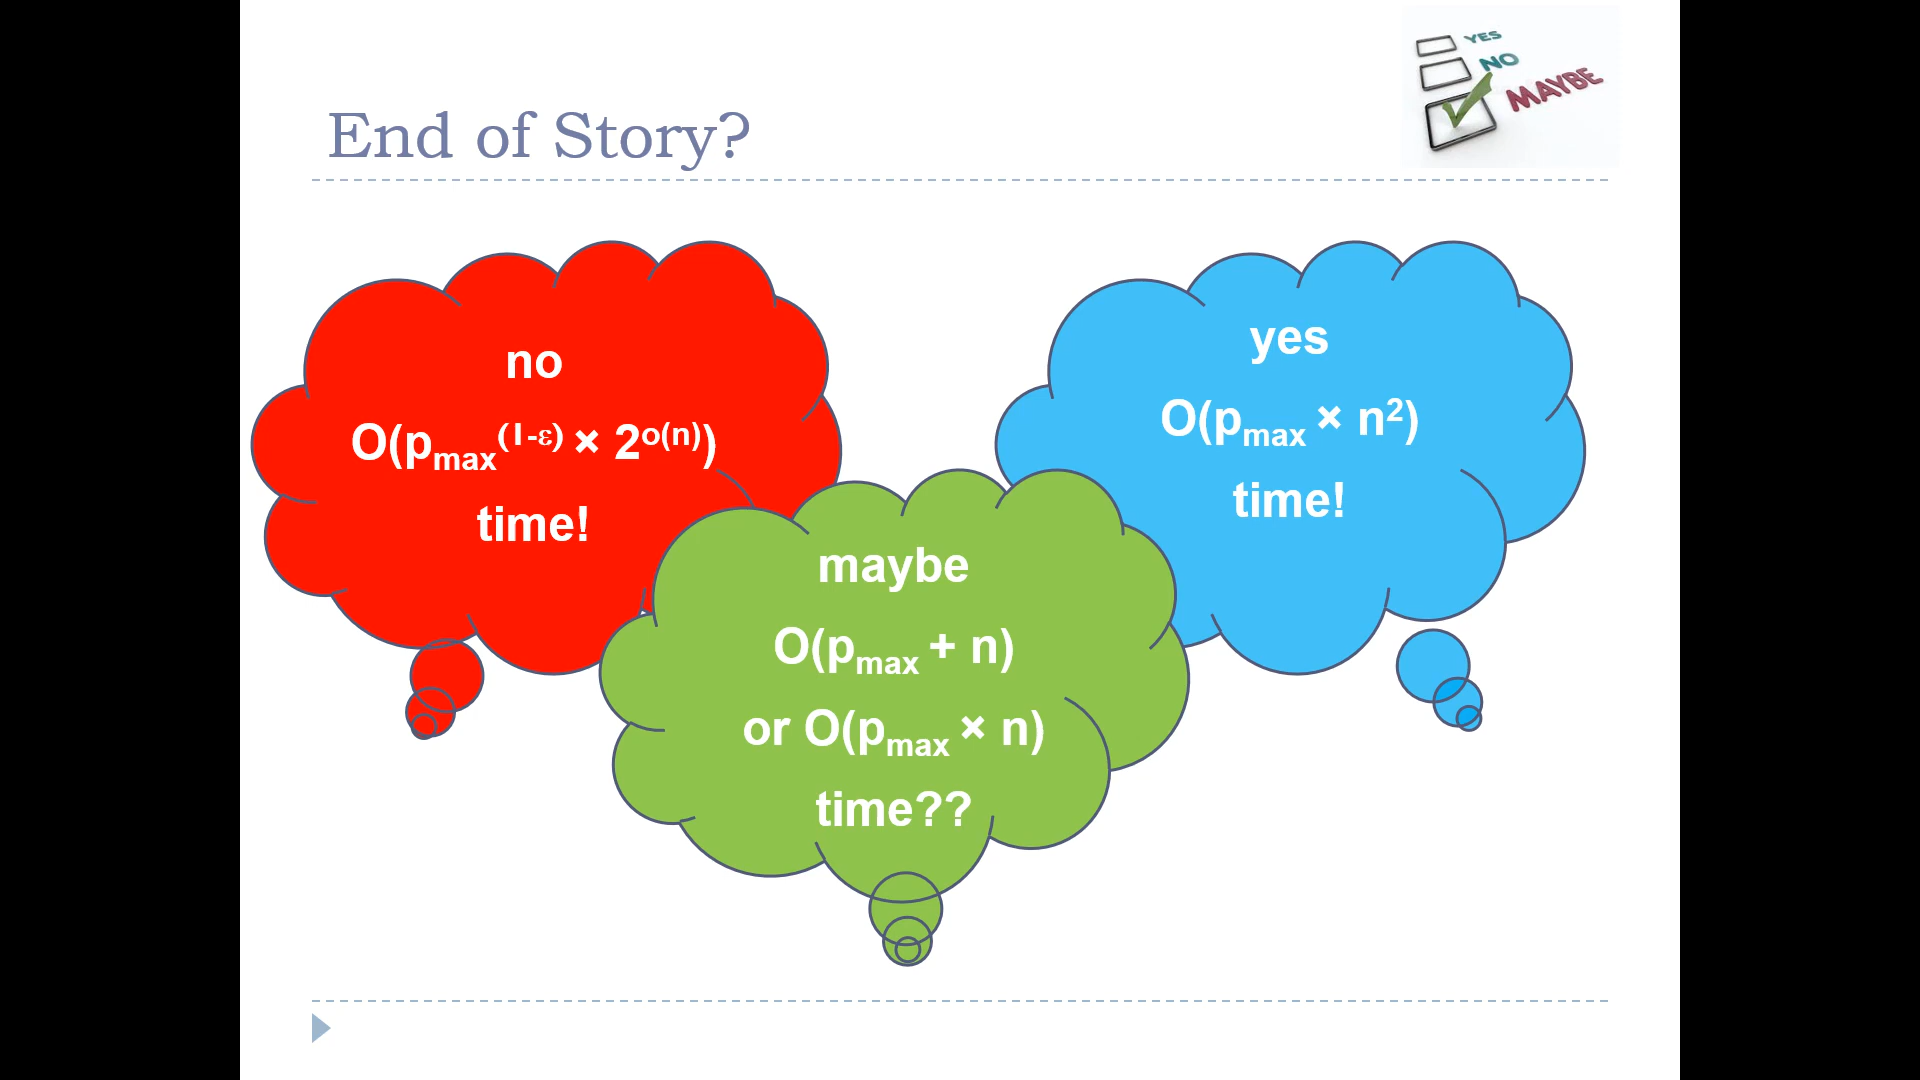 YES
NO
MAYBE
End of Story?
no
O(pₘₐₓ⁽¹⁻ᵋ⁾ × 2ᵒ⁽ⁿ⁾)
time!
yes
O(pₘₐₓ × n²)
time!
maybe
O(pₘₐₓ + n)
or O(pₘₐₓ × n)
time??